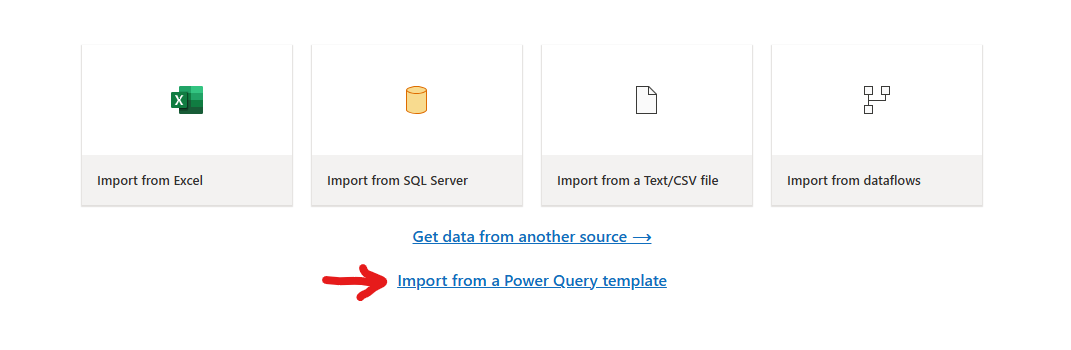 X
Import from Excel
Import from SQL Server
Import from a Text/CSV file
Import from dataflows
Get data from another source →
Import from a Power Query template